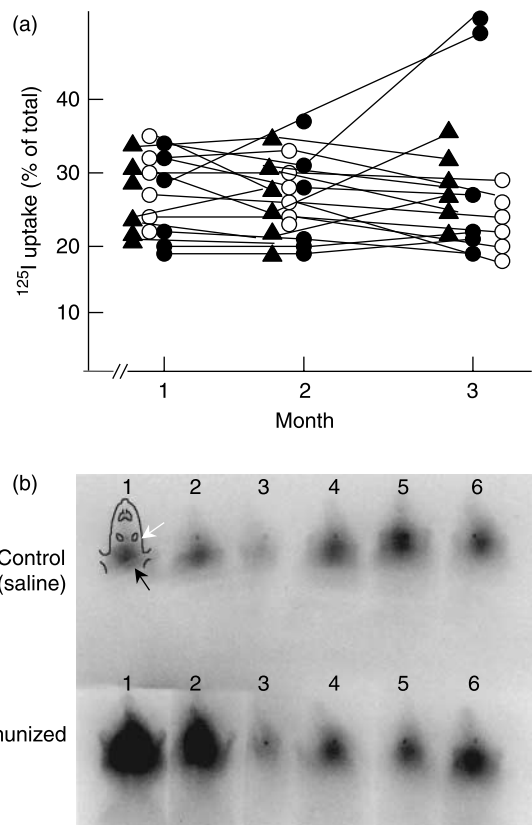 (a)
40
30
20
10
¹²⁵I uptake (% of total)
1 2 3
Month
(b)
1 2 3 4 5 6
Control
(saline)
1 2 3 4 5 6
munized